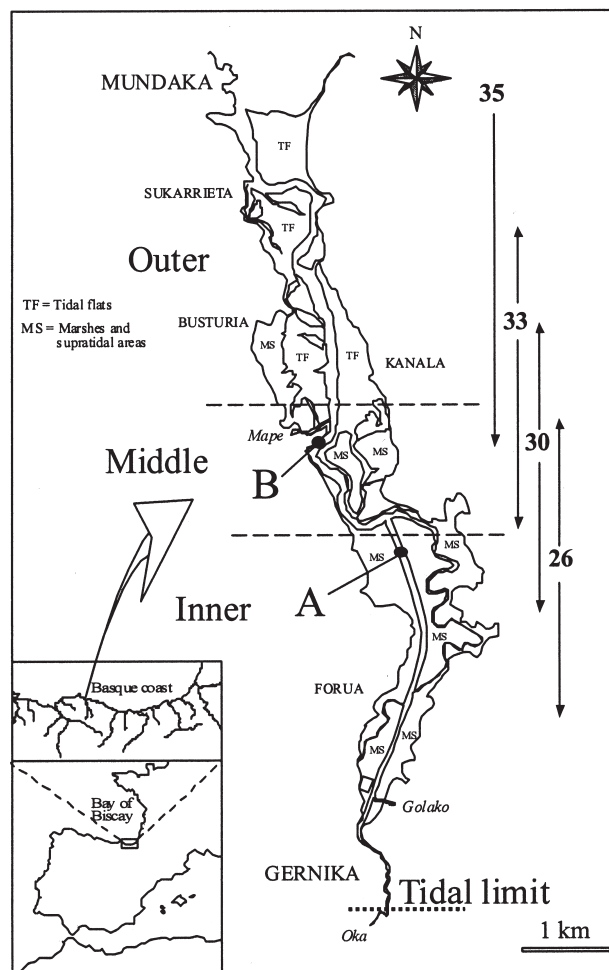 N
MUNDAKA
35
TF
SUKARRIETA
TF
Outer
TF = Tidal flats
MS = Marshes and
supratidal areas
BUSTURIA
33
MS
TF
TF
KANALA
Mape
30
Middle
B
MS
MS
26
MS
MS
A
Inner
MS
FORUA
Basque coast
MS
MS
Bay of
Biscay
Golako
GERNIKA
Tidal limit
Oka
1 km